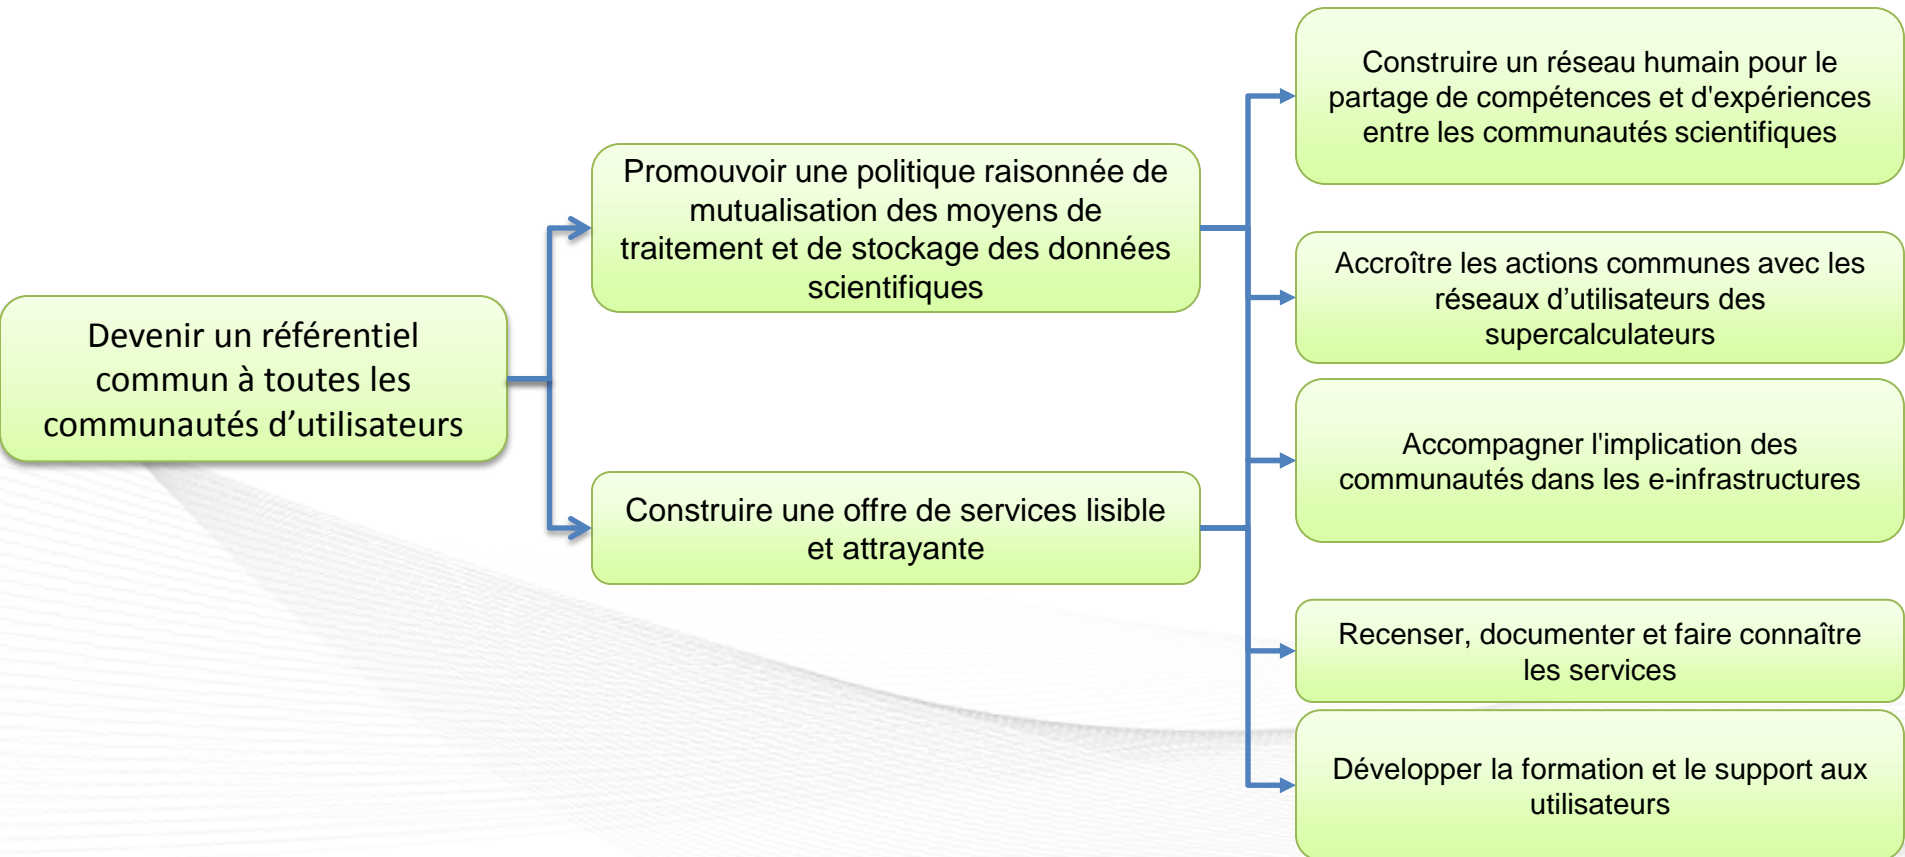 Devenir un référentiel
commun à toutes les
communautés d’utilisateurs
Promouvoir une politique raisonnée de
mutualisation des moyens de
traitement et de stockage des données
scientifiques
Construire une offre de services lisible
et attrayante
Construire un réseau humain pour le
partage de compétences et d'expériences
entre les communautés scientifiques
Accroître les actions communes avec les
réseaux d’utilisateurs des
supercalculateurs
Accompagner l'implication des
communautés dans les e-infrastructures
Recenser, documenter et faire connaître
les services
Développer la formation et le support aux
utilisateurs